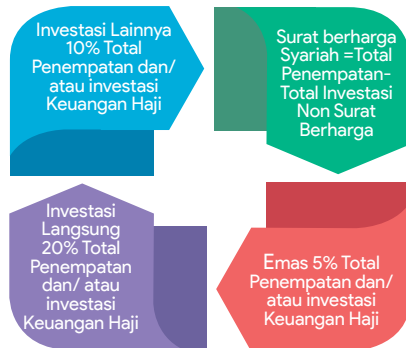 Investasi Lainnya
10% Total
Penempatan dan/
atau investasi
Keuangan Haji
Surat berharga
Syariah =Total
Penempatan-
Total Investasi
Non Surat
Berharga
Investasi
Langsung
20% Total
Penempatan
dan/ atau
investasi
Keuangan Haji
Emas 5% Total
Penempatan dan/
atau investasi
Keuangan Haji